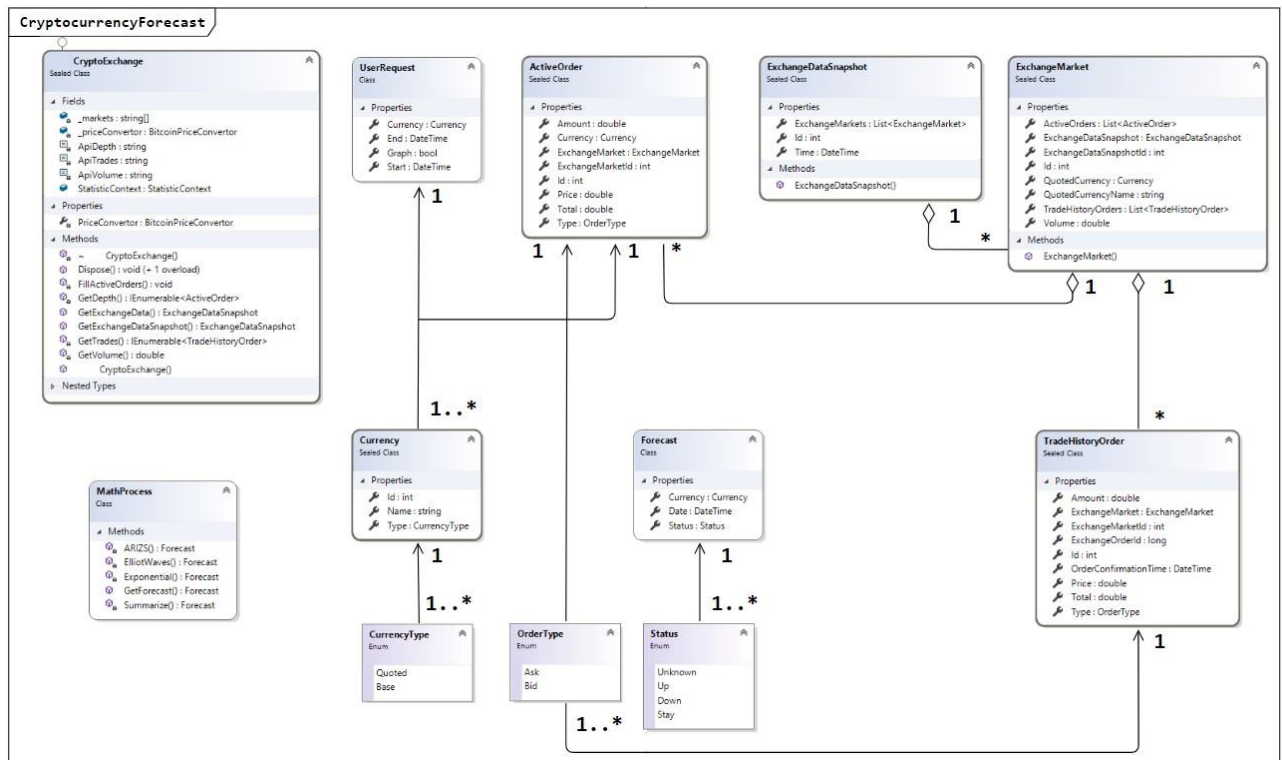 CryptocurrencyForecast
CryptoExchange
Sealed Class
Fields
_markets : string[]
_priceConvertor : BitcoinPriceConvertor
ApiDepth : string
ApiTrades : string
ApiVolume : string
StatisticContext : StatisticContext
Properties
PriceConvertor : BitcoinPriceConvertor
Methods
~ CryptoExchange()
Dispose() : void (+ 1 overload)
FillActiveOrders() : void
GetDepth() : IEnumerable<ActiveOrder>
GetExchangeData() : ExchangeDataSnapshot
GetExchangeDataSnapshot() : ExchangeDataSnapshot
GetTrades() : IEnumerable<TradeHistoryOrder>
GetVolume() : double
CryptoExchange()
Nested Types
UserRequest
Class
Properties
Currency : Currency
End : DateTime
Graph : bool
Start : DateTime
1
ActiveOrder
Sealed Class
Properties
Amount : double
Currency : Currency
ExchangeMarket : ExchangeMarket
ExchangeMarketId : int
Id : int
Price : double
Total : double
Type : OrderType
1
1
*
ExchangeDataSnapshot
Sealed Class
Properties
ExchangeMarkets : List<ExchangeMarket>
Id : int
Time : DateTime
Methods
ExchangeDataSnapshot()
1
*
ExchangeMarket
Sealed Class
Properties
ActiveOrders : List<ActiveOrder>
ExchangeDataSnapshot : ExchangeDataSnapshot
ExchangeDataSnapshotId : int
Id : int
QuotedCurrency : Currency
QuotedCurrencyName : string
TradeHistoryOrders : List<TradeHistoryOrder>
Volume : double
Methods
ExchangeMarket()
1
1
1..*
*
MathProcess
Class
Methods
ARIZS() : Forecast
ElliotWaves() : Forecast
Exponential() : Forecast
GetForecast() : Forecast
Summarize() : Forecast
Currency
Sealed Class
Properties
Id : int
Name : string
Type : CurrencyType
1
1..*
Forecast
Class
Properties
Currency : Currency
Date : DateTime
Status : Status
1
1..*
TradeHistoryOrder
Sealed Class
Properties
Amount : double
ExchangeMarket : ExchangeMarket
ExchangeMarketId : int
ExchangeOrderId : long
Id : int
OrderConfirmationTime : DateTime
Price : double
Total : double
Type : OrderType
1
CurrencyType
Enum
Quoted
Base
OrderType
Enum
Ask
Bid
1..*
Status
Enum
Unknown
Up
Down
Stay